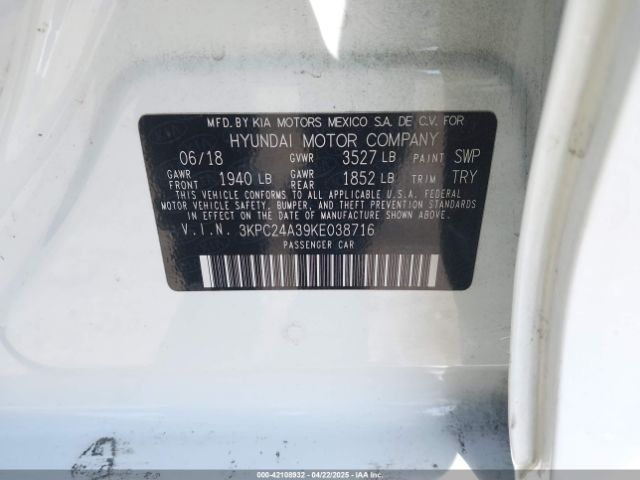 MFD. BY KIA MOTORS MEXICO S.A. DE C.V. FOR
HYUNDAI MOTOR COMPANY
06/18 GVWR 3527 LB PAINT SWP
GAWR FRONT 1940 LB GAWR REAR 1852 LB TRIM TRY
THIS VEHICLE CONFORMS TO ALL APPLICABLE U.S.A. FEDERAL
MOTOR VEHICLE SAFETY, BUMPER, AND THEFT PREVENTION STANDARDS
IN EFFECT ON THE DATE OF MANUFACTURE SHOWN ABOVE.
V.I.N. 3KPC24A39KE038716
PASSENGER CAR
000-42108932 - 04/22/2025 - COPYRIGHT IAA, LLC.